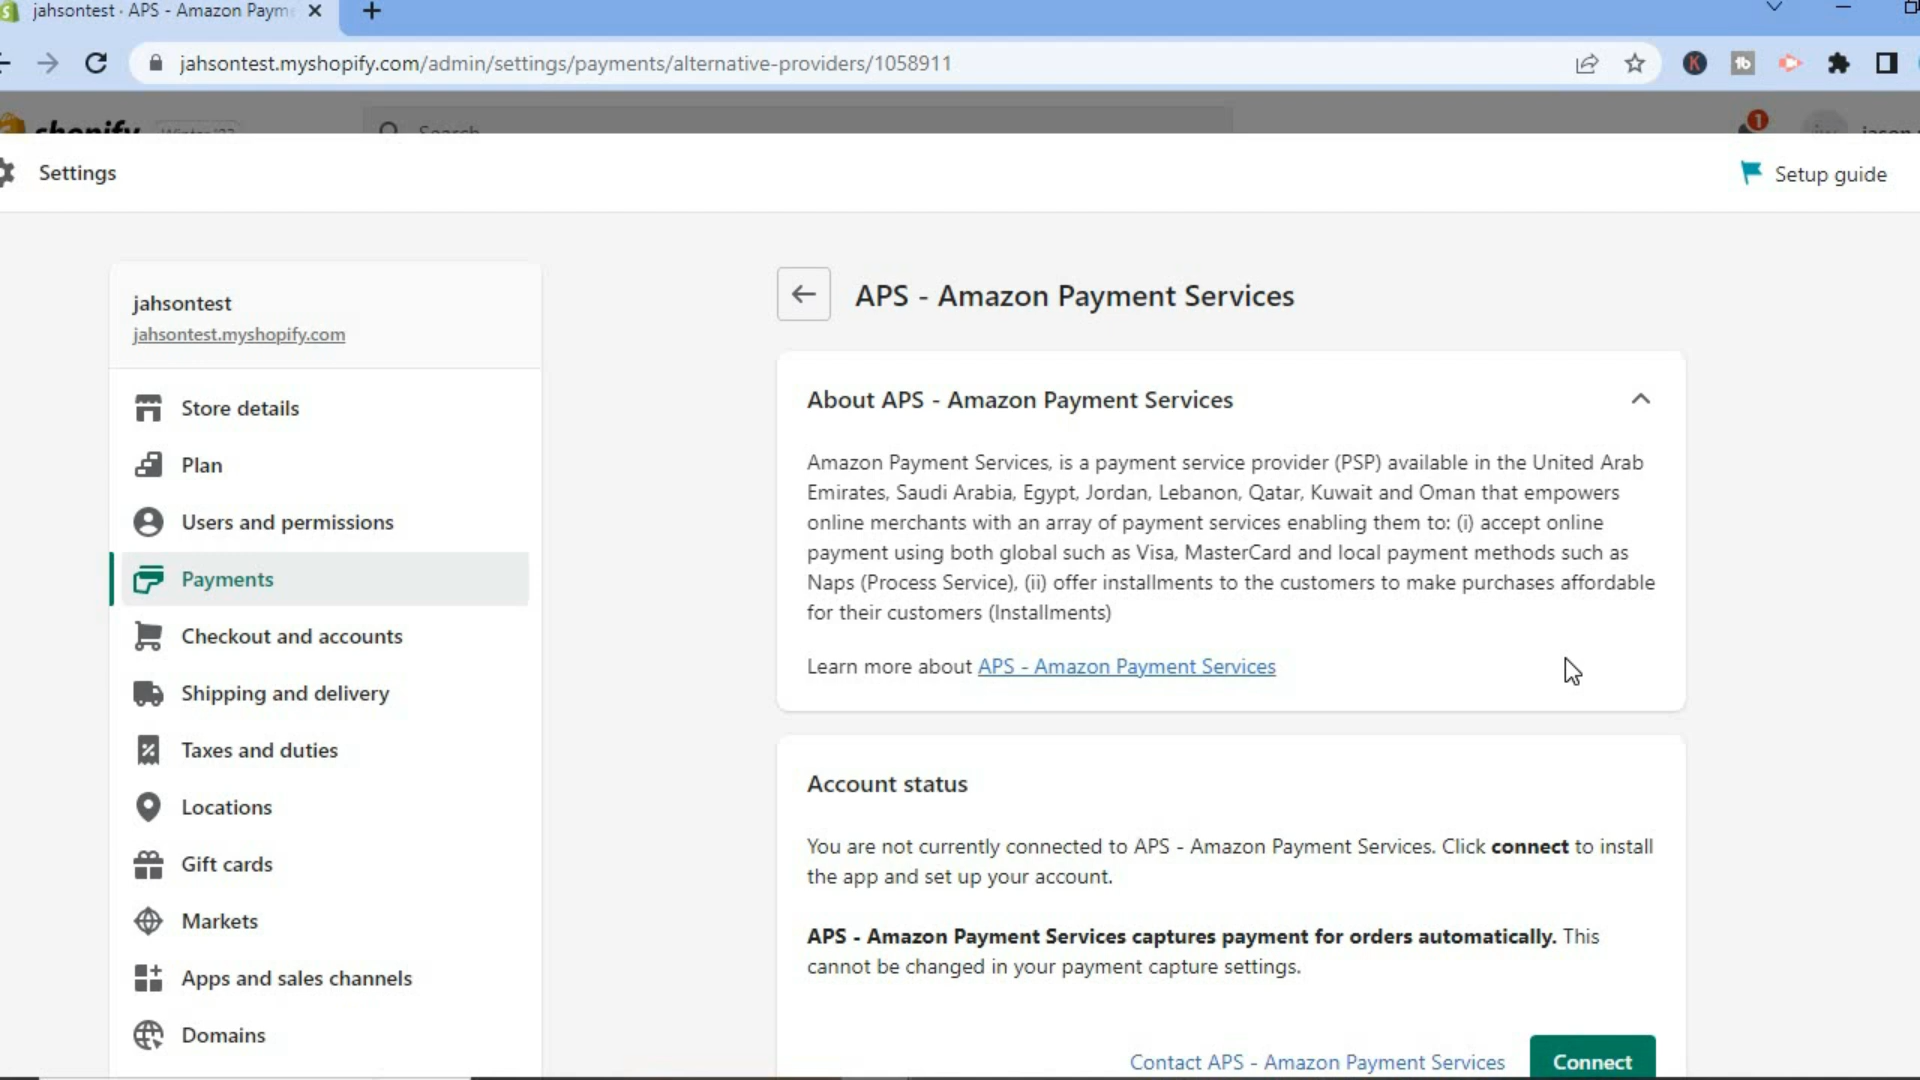 jahsontest · APS - Amazon Paym
jahsontest.myshopify.com/admin/settings/payments/alternative-providers/1058911
shopify
Search
1
jason
Settings
Setup guide
jahsontest
jahsontest.myshopify.com
Store details
Plan
Users and permissions
Payments
Checkout and accounts
Shipping and delivery
Taxes and duties
Locations
Gift cards
Markets
Apps and sales channels
Domains
APS - Amazon Payment Services
About APS - Amazon Payment Services
Amazon Payment Services, is a payment service provider (PSP) available in the United Arab
Emirates, Saudi Arabia, Egypt, Jordan, Lebanon, Qatar, Kuwait and Oman that empowers
online merchants with an array of payment services enabling them to: (i) accept online
payment using both global such as Visa, MasterCard and local payment methods such as
Naps (Process Service), (ii) offer installments to the customers to make purchases affordable
for their customers (Installments)
Learn more about APS - Amazon Payment Services
Account status
You are not currently connected to APS - Amazon Payment Services. Click connect to install
the app and set up your account.
APS - Amazon Payment Services captures payment for orders automatically. This
cannot be changed in your payment capture settings.
Contact APS - Amazon Payment Services
Connect